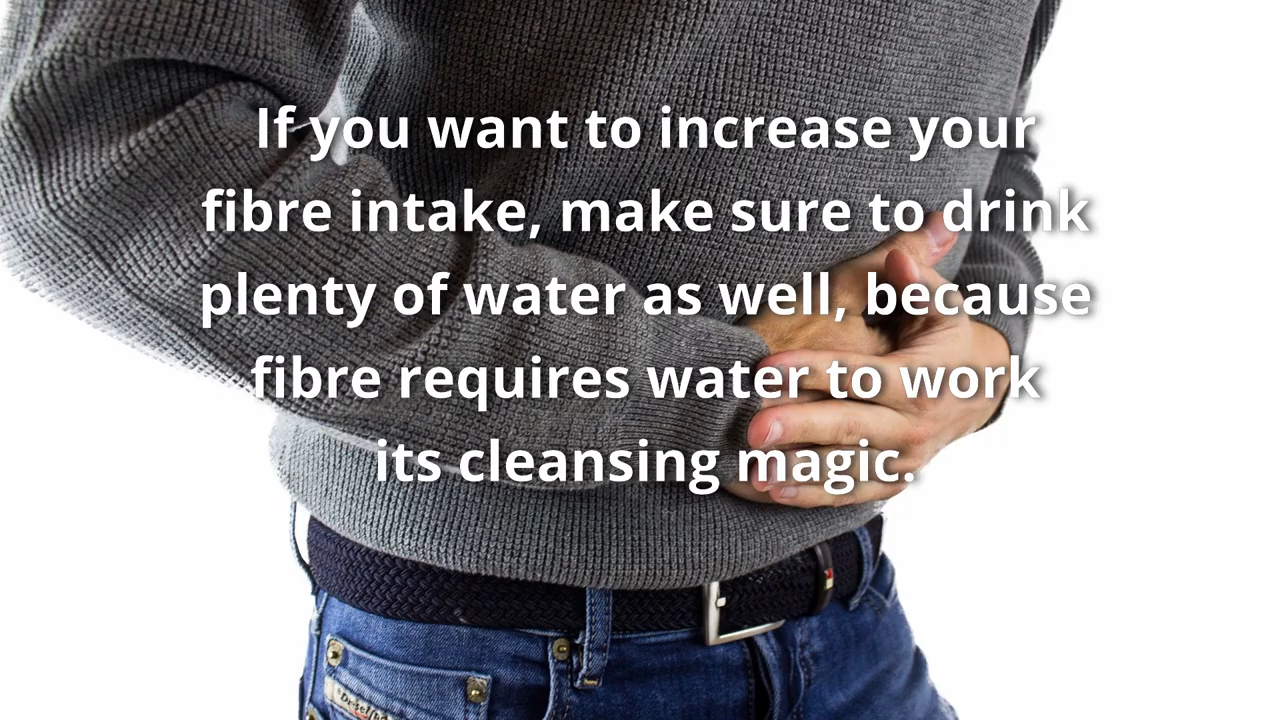 If you want to increase your
fibre intake, make sure to drink
plenty of water as well, because
fibre requires water to work
its cleansing magic.